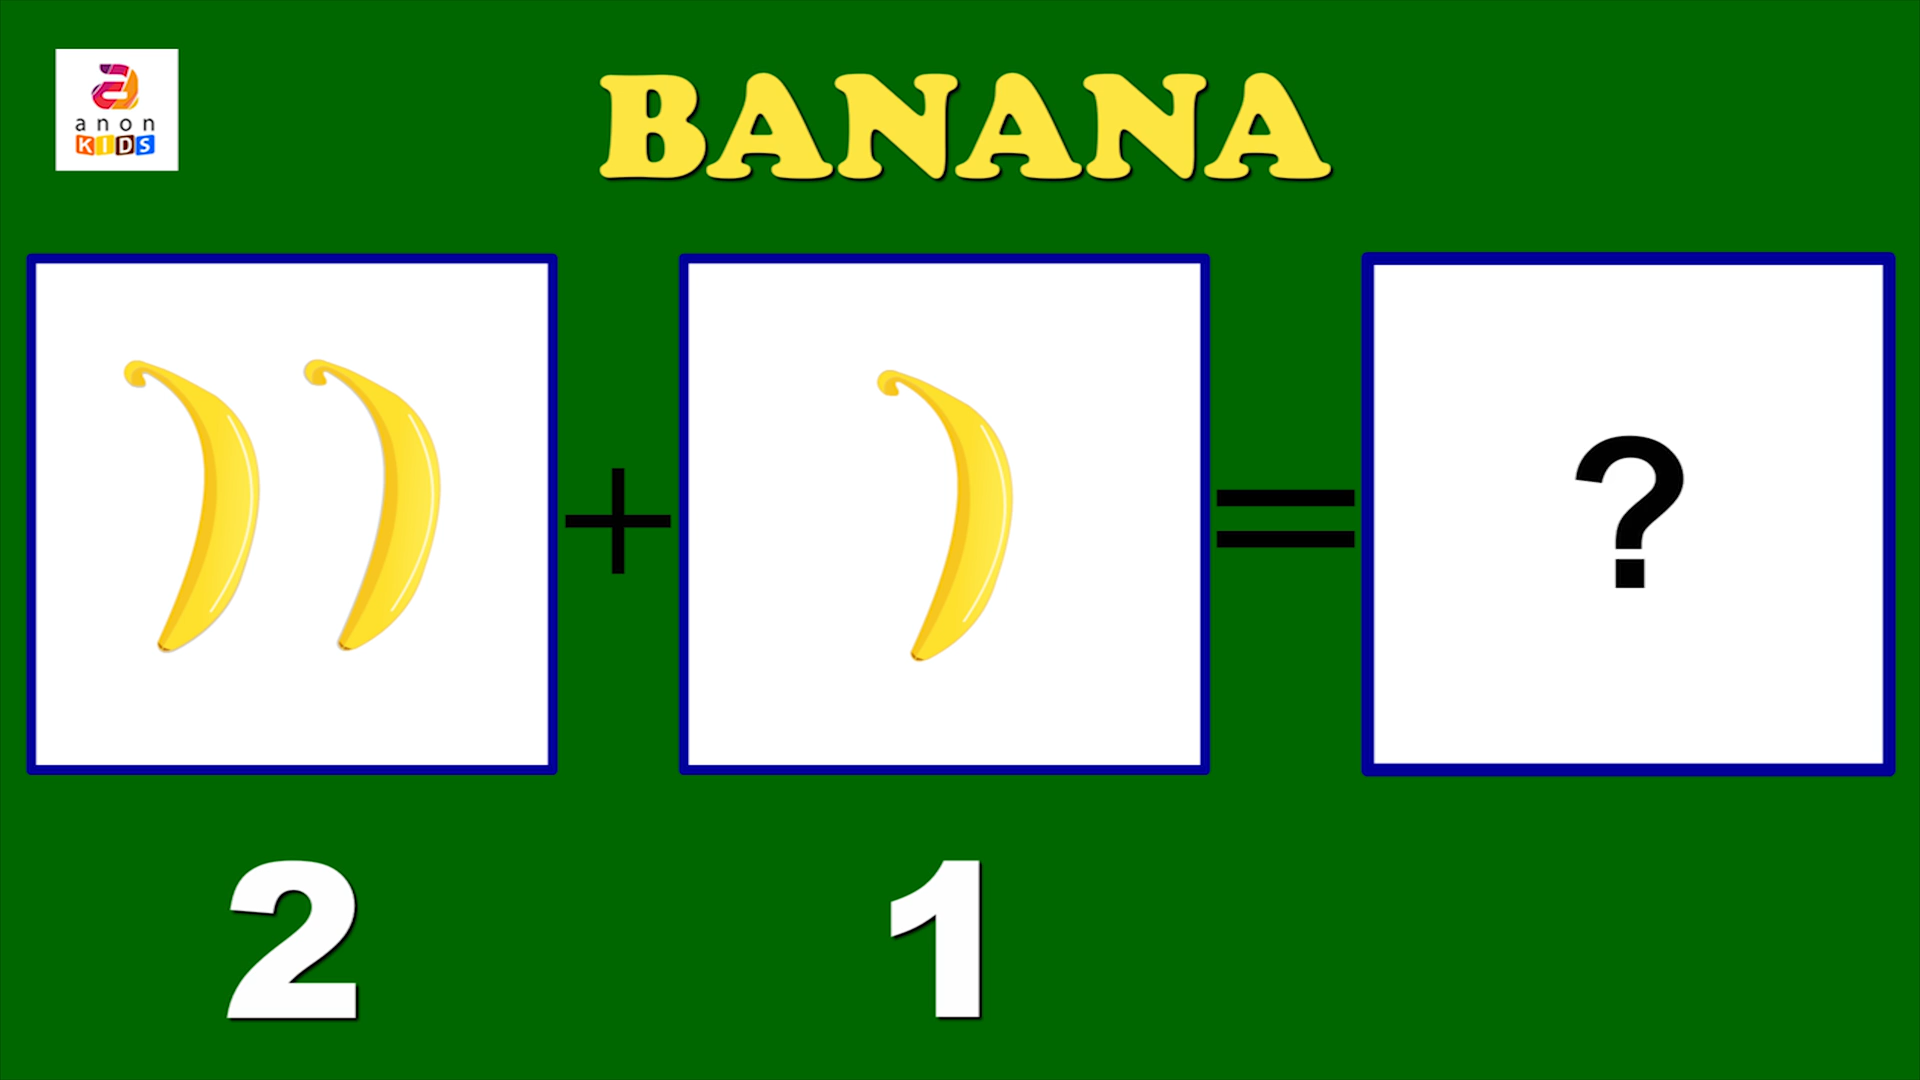 anon
KIDS
BANANA
+ = ?
2 1